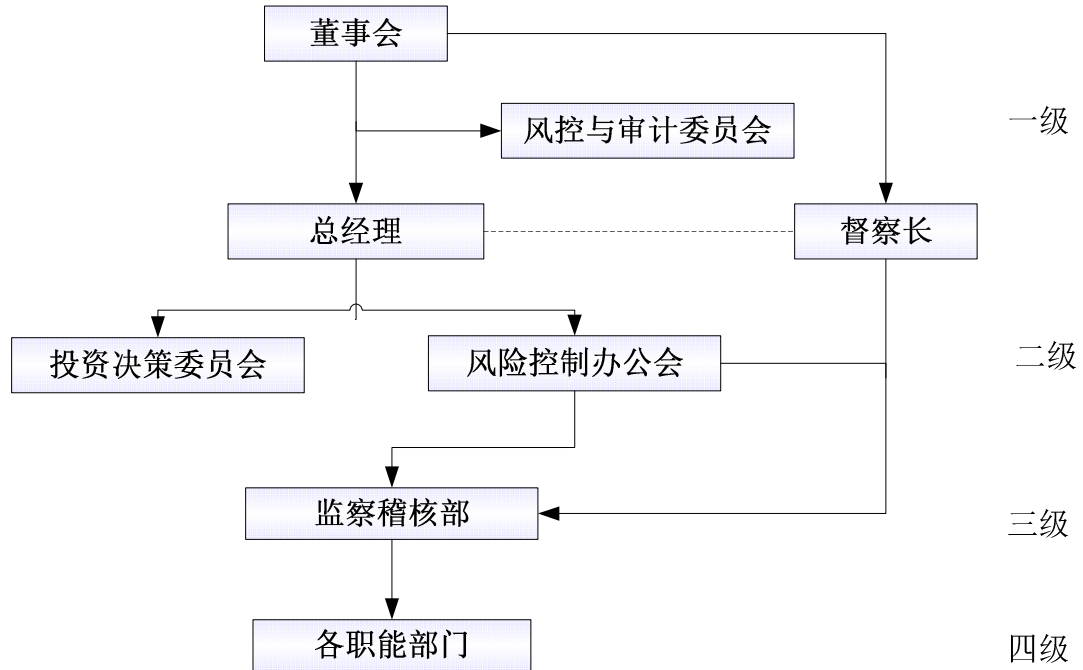 董事会
风控与审计委员会
一级
总经理
督察长
投资决策委员会
风险控制办公会
二级
监察稽核部
三级
各职能部门
四级